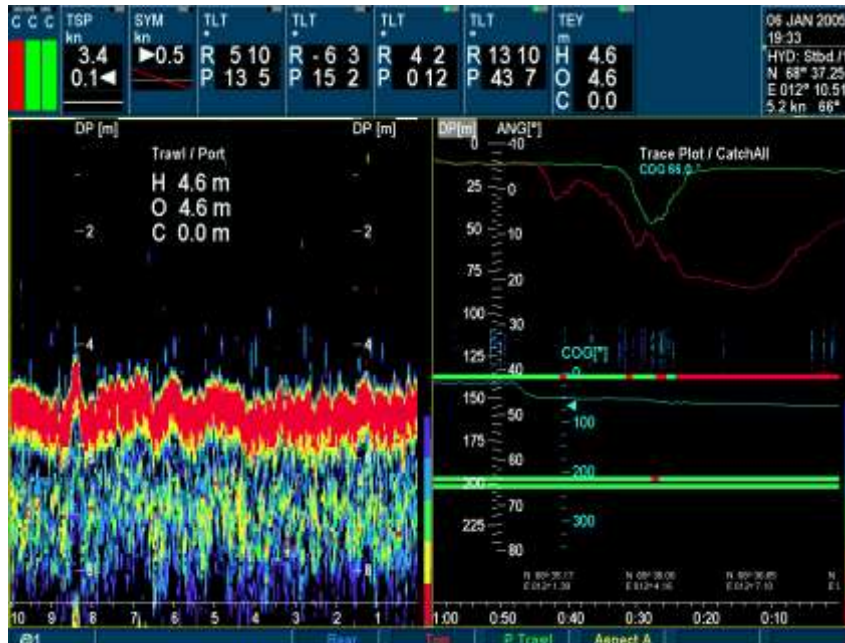 C C C
TSP
kn
3.4
0.1◄
SYM
kn
►0.5
TLT
°
R 5 10
P 13 5
TLT
°
R - 6 3
P 15 2
TLT
°
R 4 2
P 0 12
TLT
°
R 13 10
P 43 7
TEY
m
H 4.6
O 4.6
C 0.0
06 JAN 2005
19:33
HYD: Stbd./
N 68° 37.25
E 012° 10.51
5.2 kn 66°
DP [m]
DP [m]
Trawl / Port
H 4.6 m
O 4.6 m
C 0.0 m
2
2
4
4
10 9 8 7 6 5 4 3 2 1
DP[m] ANG[°]
Trace Plot / CatchAll
COG 66.0
0 -10
25 0
50 10
75 20
100 30
125 40
150 50
175 60
200 70
225 80
COG[°]
0
100
200
300
1:00 0:50 0:40 0:30 0:20 0:10
Rear
P.Trawl
Aspect A